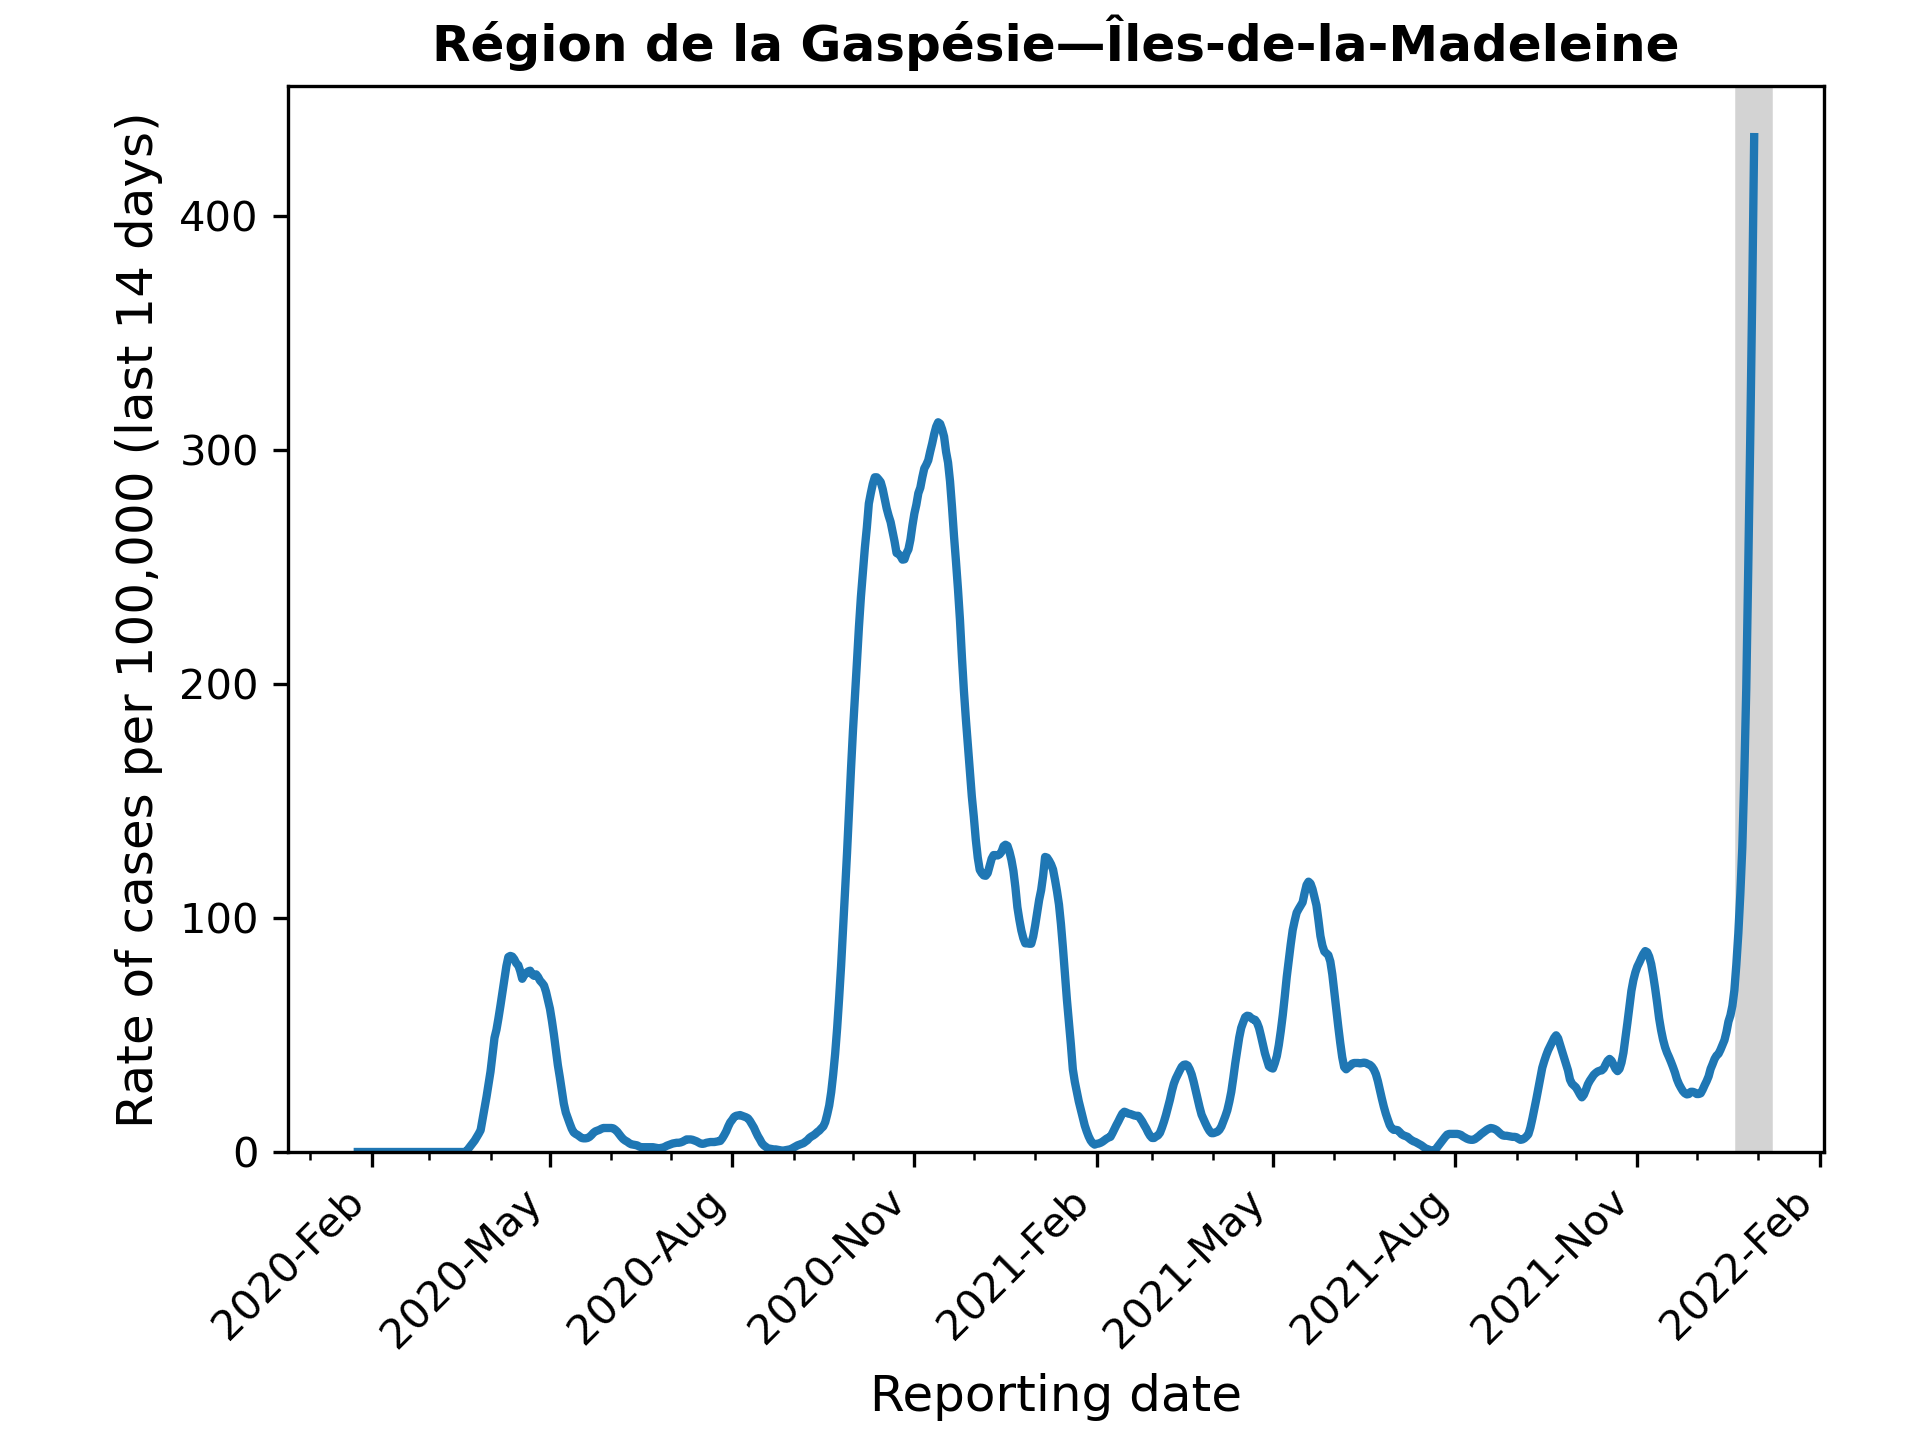 Région de la Gaspésie—Îles-de-la-Madeleine
Rate of cases per 100,000 (last 14 days)
400
300
200
100
0
2020-Feb
2020-May
2020-Aug
2020-Nov
2021-Feb
2021-May
2021-Aug
2021-Nov
2022-Feb
Reporting date